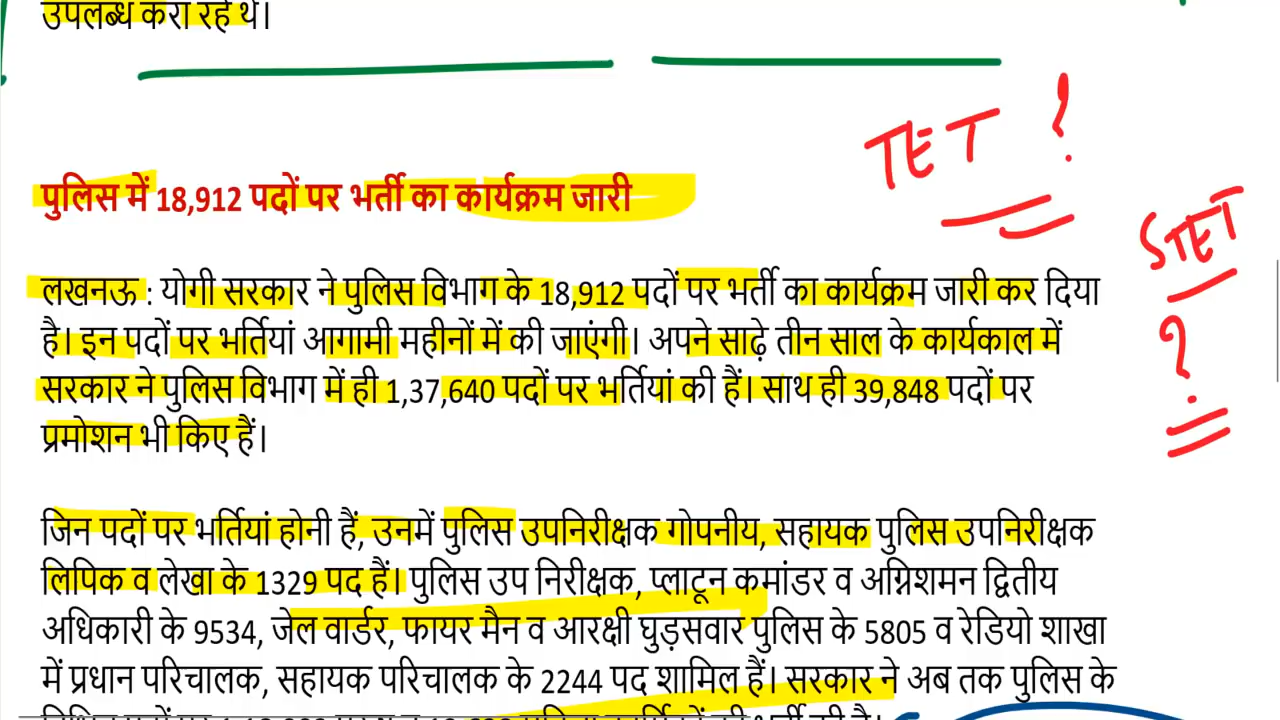 उपलब्ध करा रहे थे।
TET ?
पुलिस में 18,912 पदों पर भर्ती का कार्यक्रम जारी
STET
?
लखनऊ : योगी सरकार ने पुलिस विभाग के 18,912 पदों पर भर्ती का कार्यक्रम जारी कर दिया
है। इन पदों पर भर्तियां आगामी महीनों में की जाएंगी। अपने साढ़े तीन साल के कार्यकाल में
सरकार ने पुलिस विभाग में ही 1,37,640 पदों पर भर्तियां की हैं। साथ ही 39,848 पदों पर
प्रमोशन भी किए हैं।
जिन पदों पर भर्तियां होनी हैं, उनमें पुलिस उपनिरीक्षक गोपनीय, सहायक पुलिस उपनिरीक्षक
लिपिक व लेखा के 1329 पद हैं। पुलिस उप निरीक्षक, प्लाटून कमांडर व अग्निशमन द्वितीय
अधिकारी के 9534, जेल वार्डर, फायर मैन व आरक्षी घुड़सवार पुलिस के 5805 व रेडियो शाखा
में प्रधान परिचालक, सहायक परिचालक के 2244 पद शामिल हैं। सरकार ने अब तक पुलिस के